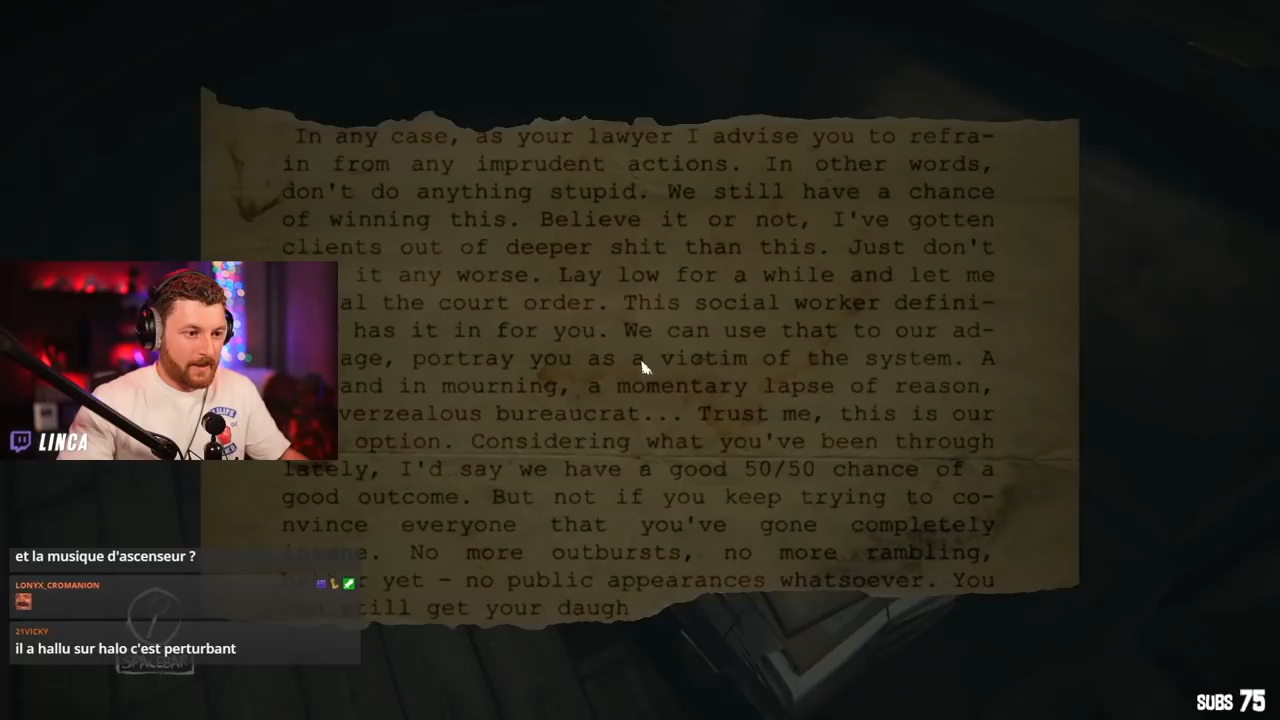 In any case, as your lawyer I advise you to refra-
in from any imprudent actions. In other words,
don't do anything stupid. We still have a chance
of winning this. Believe it or not, I've gotten
clients out of deeper shit than this. Just don't
it any worse. Lay low for a while and let me
al the court order. This social worker defini-
has it in for you. We can use that to our ad-
age, portray you as a victim of the system. A
and in mourning, a momentary lapse of reason,
verzealous bureaucrat... Trust me, this is our
option. Considering what you've been through
lately, I'd say we have a good 50/50 chance of a
good outcome. But not if you keep trying to co-
nvince everyone that you've gone completely
insane. No more outbursts, no more rambling,
better yet - no public appearances whatsoever. You
can still get your daugh
LINCA
et la musique d'ascenseur ?
LONYX_CROMANION
21VICKY
il a hallu sur halo c'est perturbant
SPACEBAR
SUBS 75